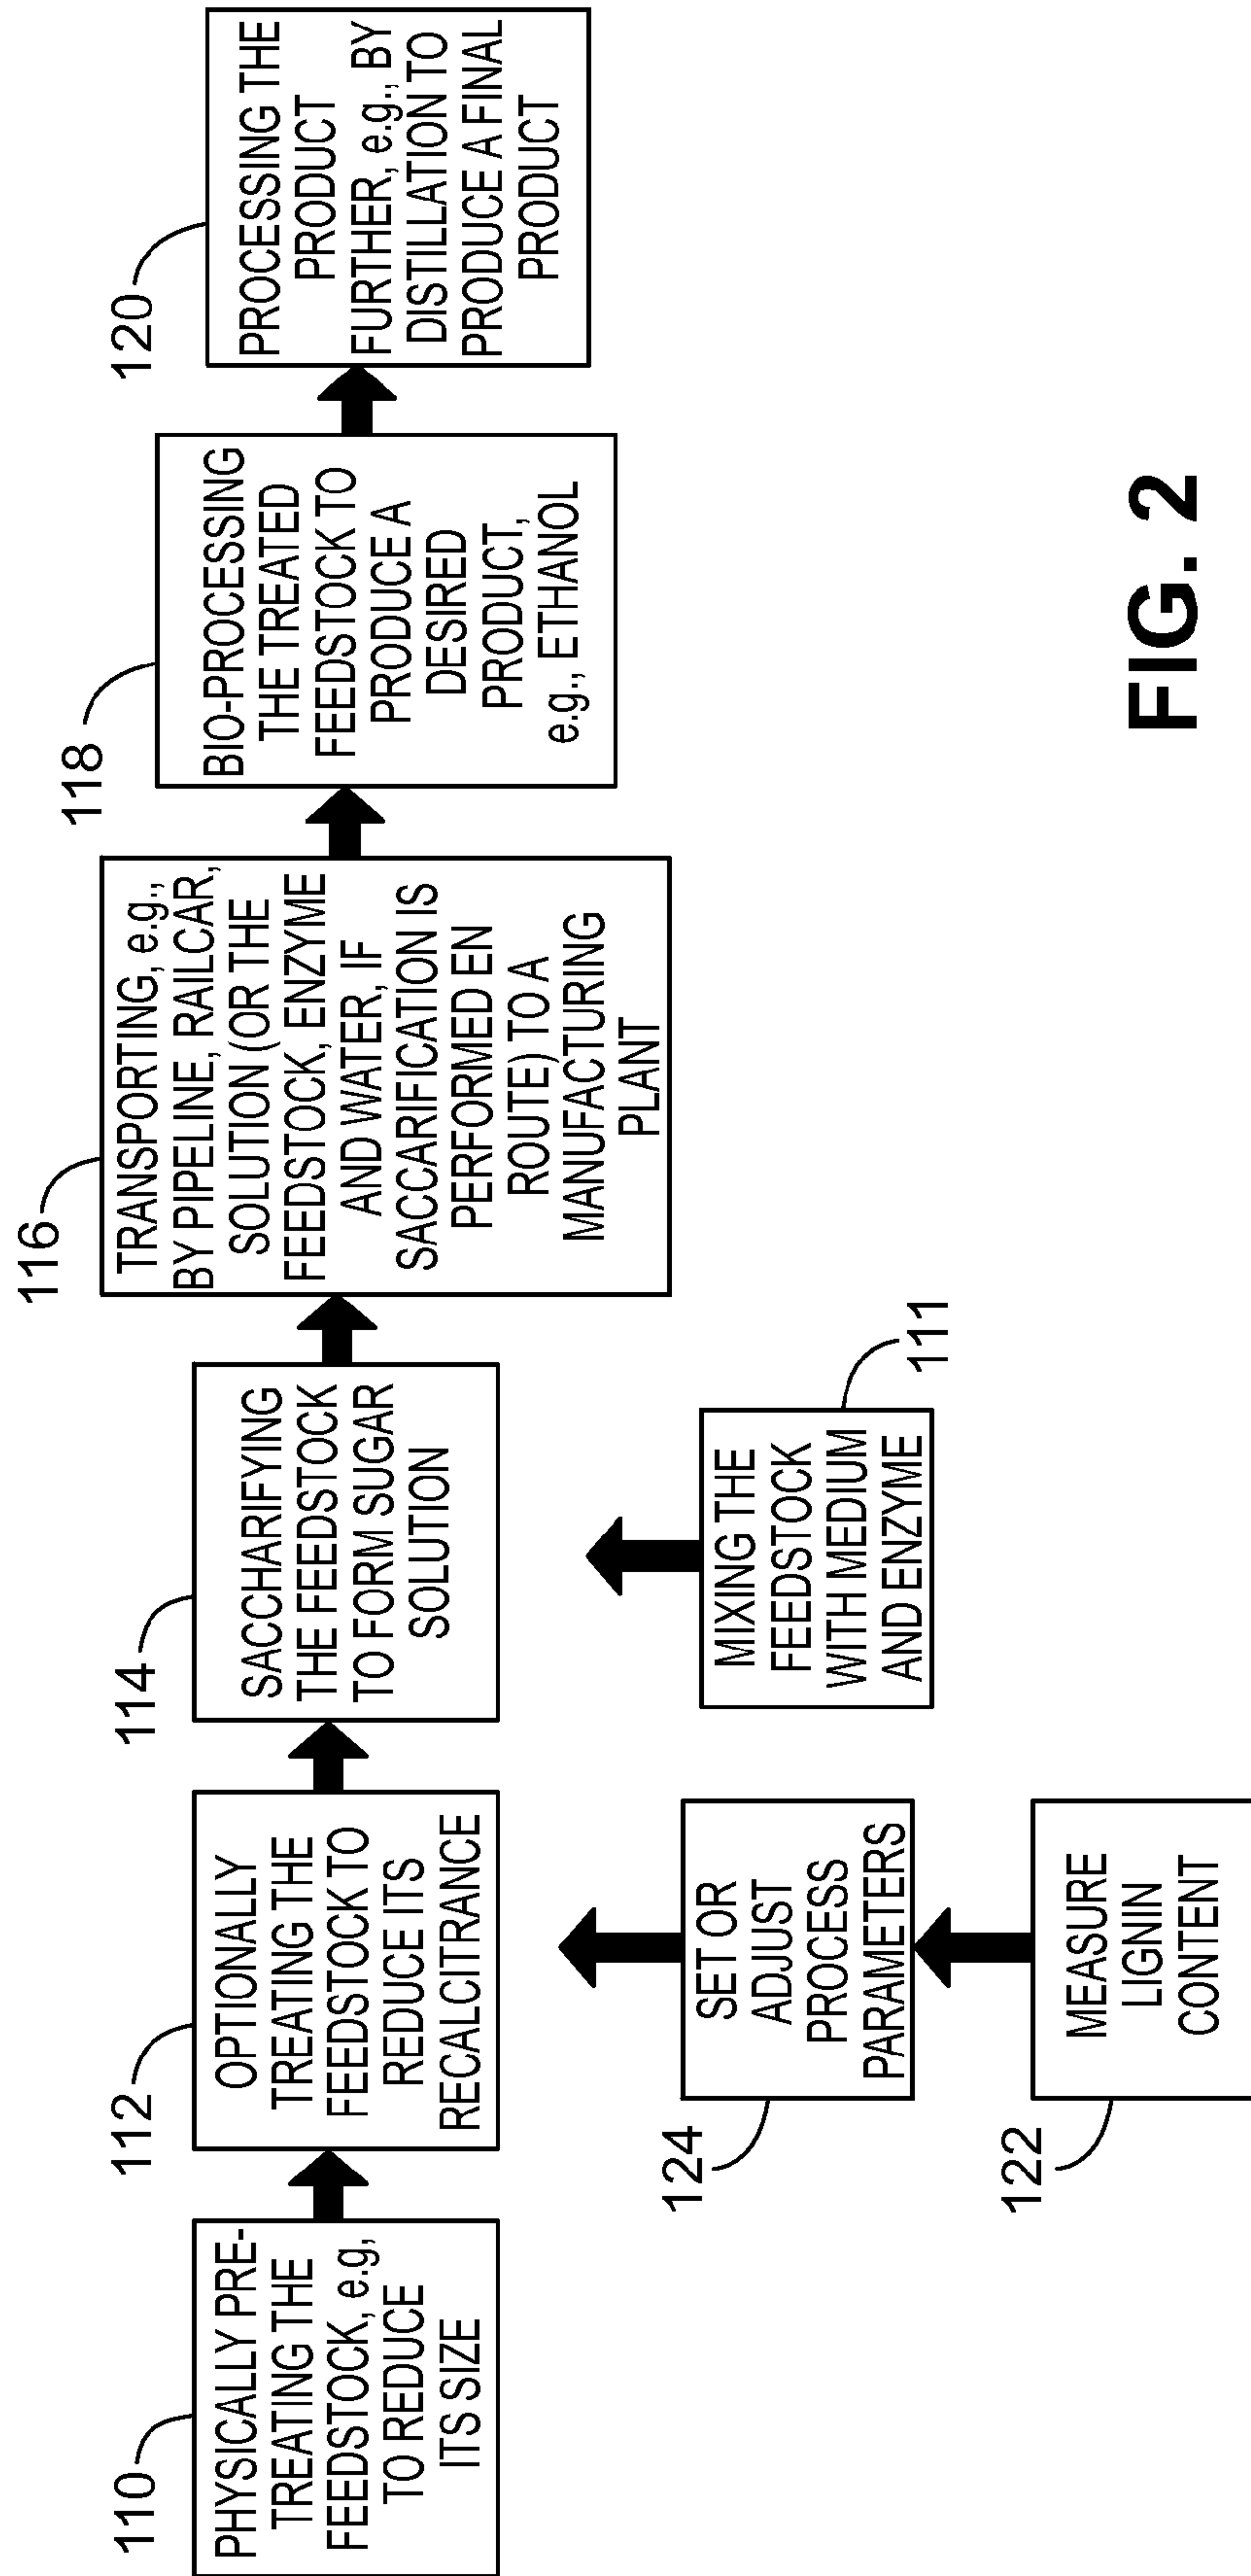 110
PHYSICALLY PRE-
TREATING THE
FEEDSTOCK, e.g,
TO REDUCE
ITS SIZE
112
OPTIONALLY
TREATING THE
FEEDSTOCK TO
REDUCE ITS
RECALCITRANCE
114
SACCHARIFYING
THE FEEDSTOCK
TO FORM SUGAR
SOLUTION
116
TRANSPORTING, e.g.,
BY PIPELINE, RAILCAR,
SOLUTION (OR THE
FEEDSTOCK, ENZYME
AND WATER, IF
SACCARIFICATION IS
PERFORMED EN
ROUTE) TO A
MANUFACTURING
PLANT
118
BIO-PROCESSING
THE TREATED
FEEDSTOCK TO
PRODUCE A
DESIRED
PRODUCT,
e.g., ETHANOL
120
PROCESSING THE
PRODUCT
FURTHER, e.g., BY
DISTILLATION TO
PRODUCE A FINAL
PRODUCT
124
SET OR
ADJUST
PROCESS
PARAMETERS
MIXING THE
FEEDSTOCK
WITH MEDIUM
AND ENZYME
111
122
MEASURE
LIGNIN
CONTENT
FIG. 2